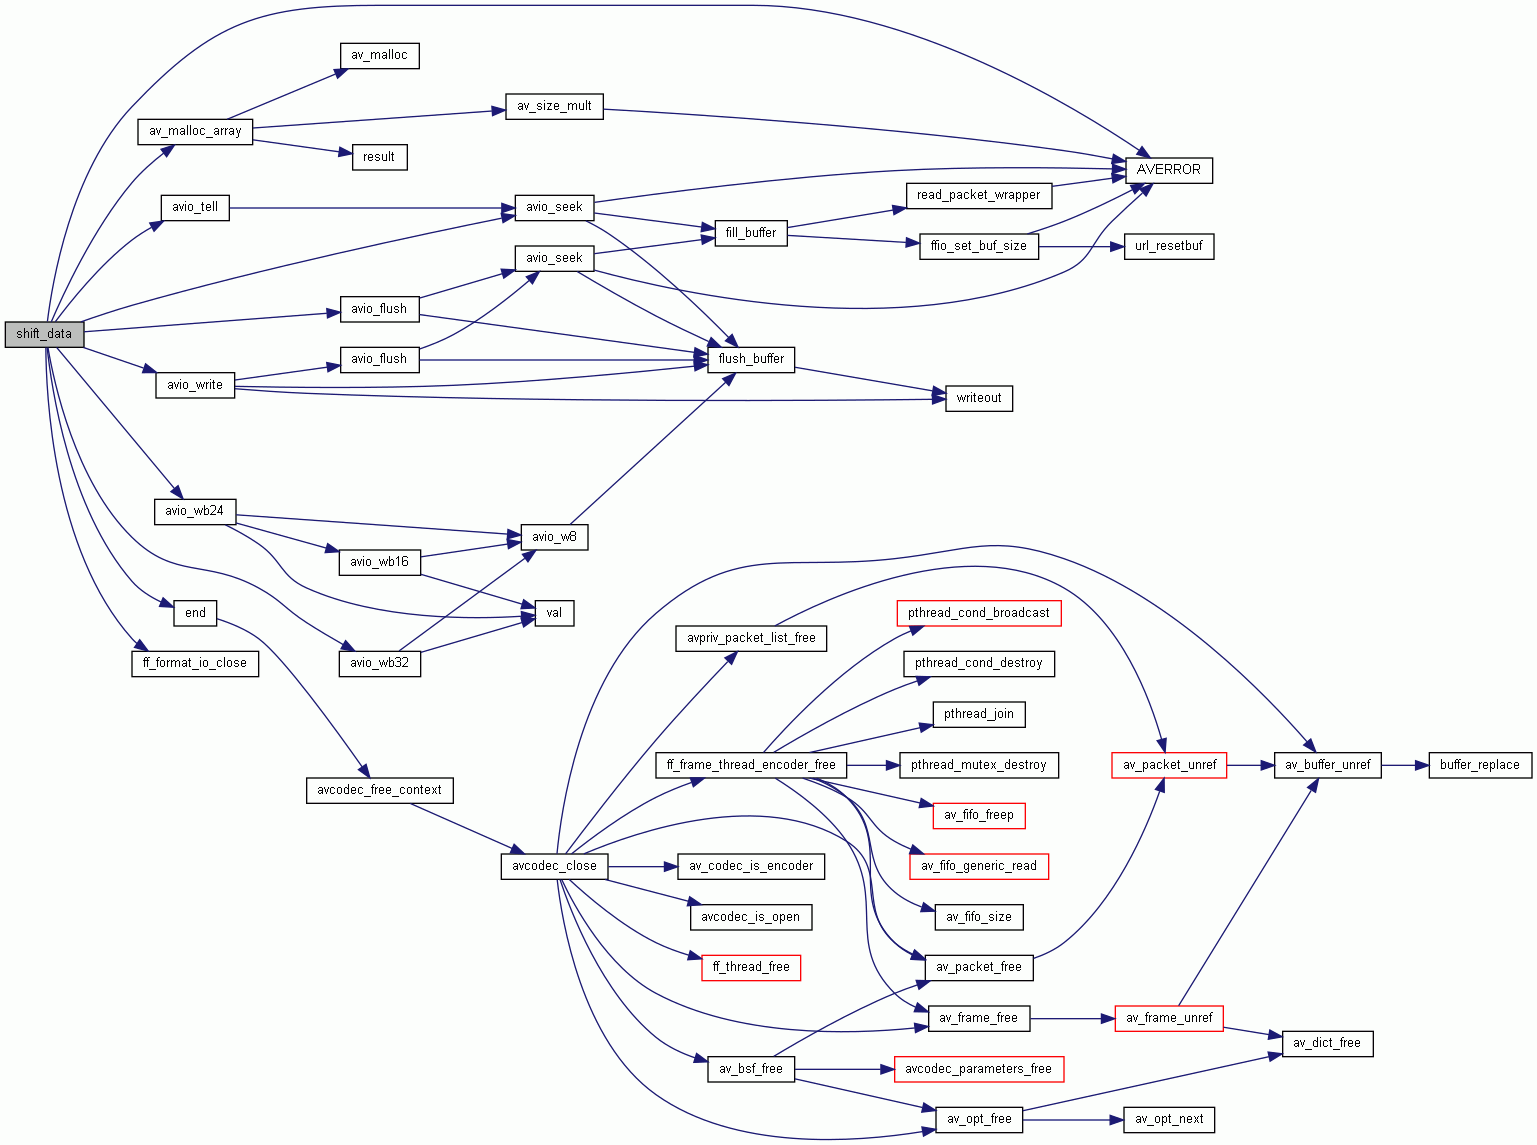 av_malloc
av_size_mult
av_malloc_array
result
AVERROR
read_packet_wrapper
avio_tell
avio_seek
fill_buffer
ffio_set_buf_size
url_resetbuf
avio_seek
avio_flush
shift_data
avio_flush
flush_buffer
avio_write
writeout
avio_wb24
avio_w8
avio_wb16
end
val
pthread_cond_broadcast
avpriv_packet_list_free
ff_format_io_close
avio_wb32
pthread_cond_destroy
pthread_join
ff_frame_thread_encoder_free
pthread_mutex_destroy
av_packet_unref
av_buffer_unref
buffer_replace
avcodec_free_context
av_fifo_freep
avcodec_close
av_codec_is_encoder
av_fifo_generic_read
avcodec_is_open
av_fifo_size
ff_thread_free
av_packet_free
av_frame_free
av_frame_unref
av_dict_free
av_bsf_free
avcodec_parameters_free
av_opt_free
av_opt_next